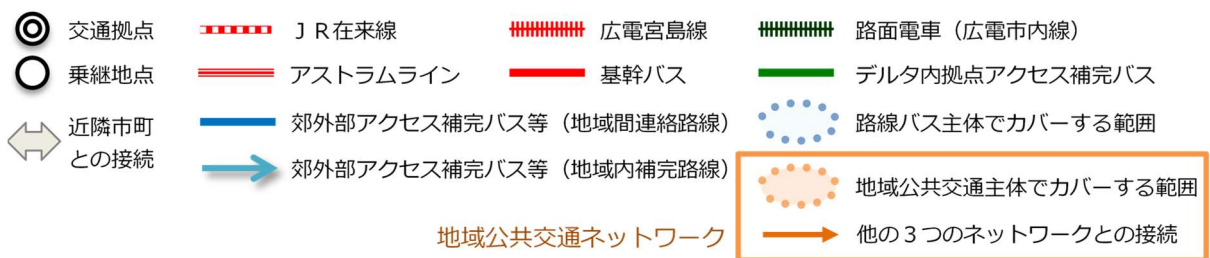 交通拠点 ＪＲ在来線 広電宮島線 路面電車（広電市内線）
乗継地点 アストラムライン 基幹バス デルタ内拠点アクセス補完バス
近隣市町
との接続
郊外部アクセス補完バス等（地域間連絡路線） 路線バス主体でカバーする範囲
郊外部アクセス補完バス等（地域内補完路線） 地域公共交通主体でカバーする範囲
地域公共交通ネットワーク 他の３つのネットワークとの接続